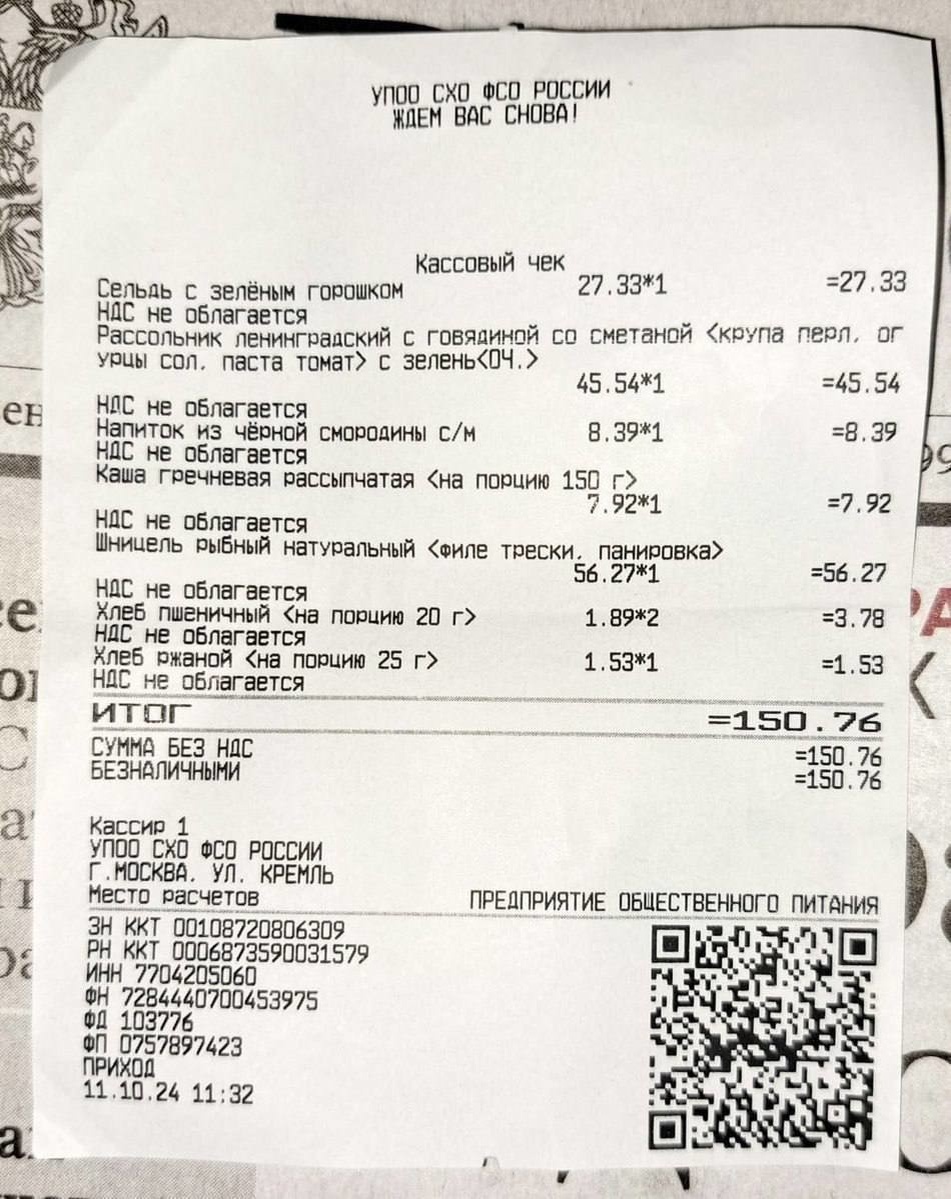 УПОО СХО ФСО РОССИИ
ЖДЕМ ВАС СНОВА!
Кассовый чек
Сельдь с зелёным горошком 27.33*1 =27.33
НДС не облагается
Рассольник ленинградский с говядиной со сметаной <крупа перл. ог
урцы сол. паста томат> с зелень<ОЧ.>
45.54*1 =45.54
НДС не облагается
Напиток из чёрной смородины с/м 8.39*1 =8.39
НДС не облагается
Каша гречневая рассыпчатая <на порцию 150 г>
7.92*1 =7.92
НДС не облагается
Шницель рыбный натуральный <филе трески. панировка>
56.27*1 =56.27
НДС не облагается
Хлеб пшеничный <на порцию 20 г> 1.89*2 =3.78
НДС не облагается
Хлеб ржаной <на порцию 25 г> 1.53*1 =1.53
НДС не облагается
ИТОГ =150.76
СУММА БЕЗ НДС =150.76
БЕЗНАЛИЧНЫМИ =150.76
Кассир 1
УПОО СХО ФСО РОССИИ
Г.МОСКВА. УЛ. КРЕМЛЬ
Место расчетов ПРЕДПРИЯТИЕ ОБЩЕСТВЕННОГО ПИТАНИЯ
ЗН ККТ 00108720806309
РН ККТ 0006873590031579
ИНН 7704205060
ФН 7284440700453975
ФД 103776
ФП 0757897423
ПРИХОД
11.10.24 11:32